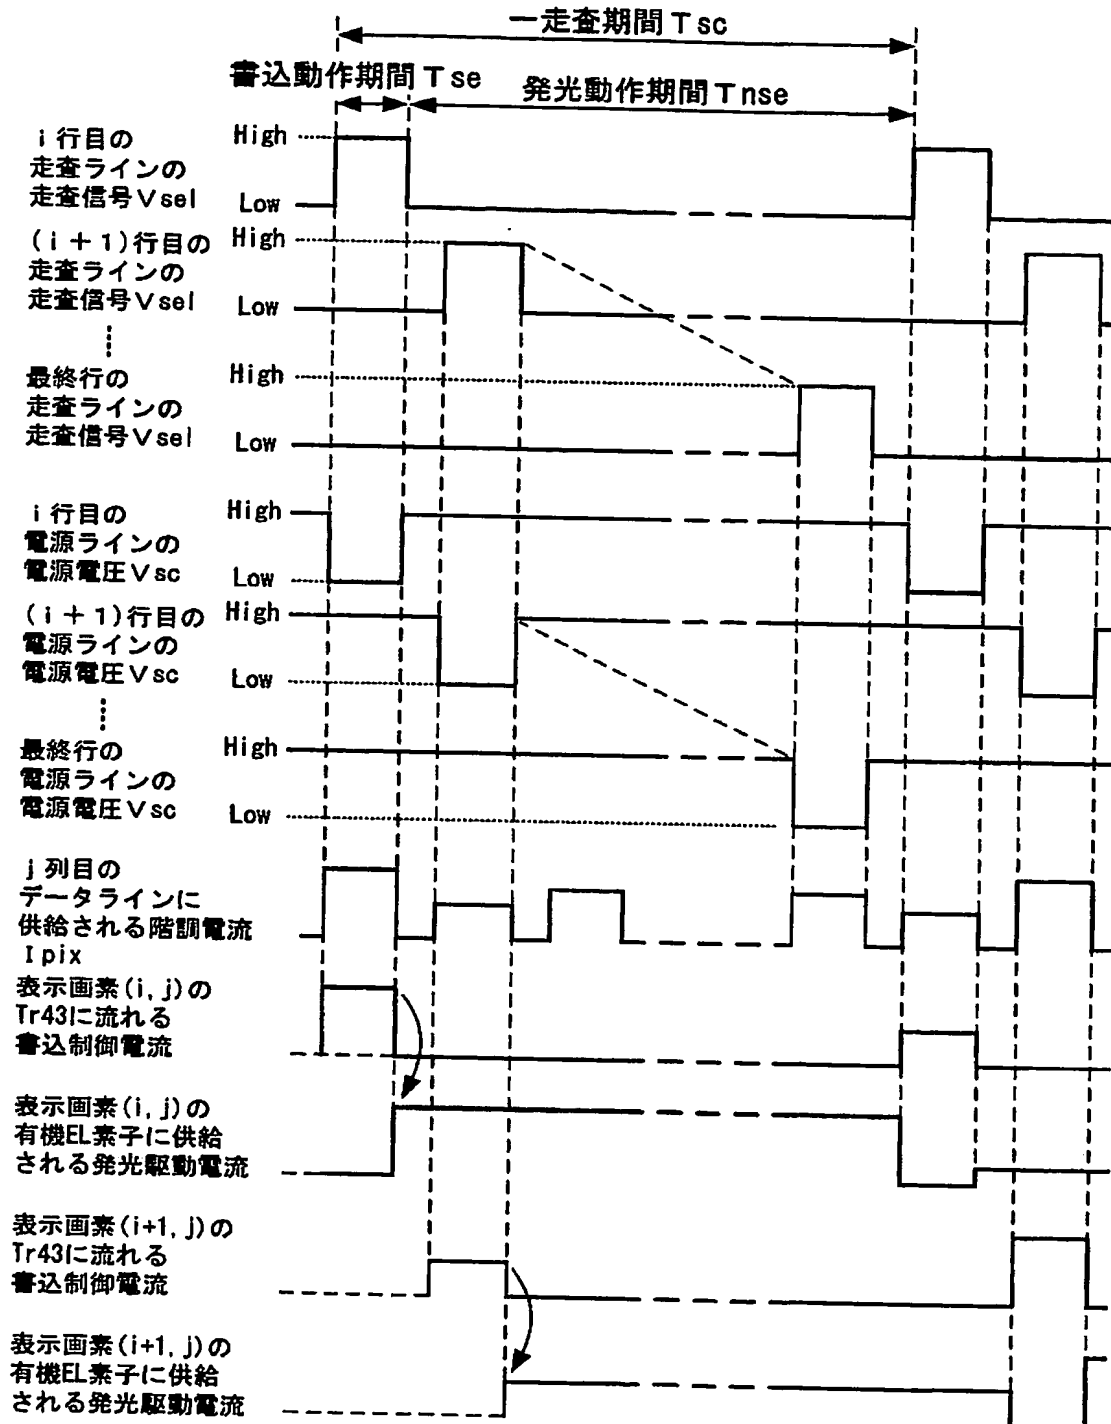 一走査期間Tsc
書込動作期間Tse
発光動作期間Tnse
i行目の
走査ラインの
走査信号Vsel
High
Low
(i+1)行目の
走査ラインの
走査信号Vsel
High
Low
最終行の
走査ラインの
走査信号Vsel
High
Low
i行目の
電源ラインの
電源電圧Vsc
High
Low
(i+1)行目の
電源ラインの
電源電圧Vsc
High
Low
最終行の
電源ラインの
電源電圧Vsc
High
Low
j列目の
データラインに
供給される階調電流
Ipix
表示画素(i,j)の
Tr43に流れる
書込制御電流
表示画素(i,j)の
有機EL素子に供給
される発光駆動電流
表示画素(i+1,j)の
Tr43に流れる
書込制御電流
表示画素(i+1,j)の
有機EL素子に供給
される発光駆動電流